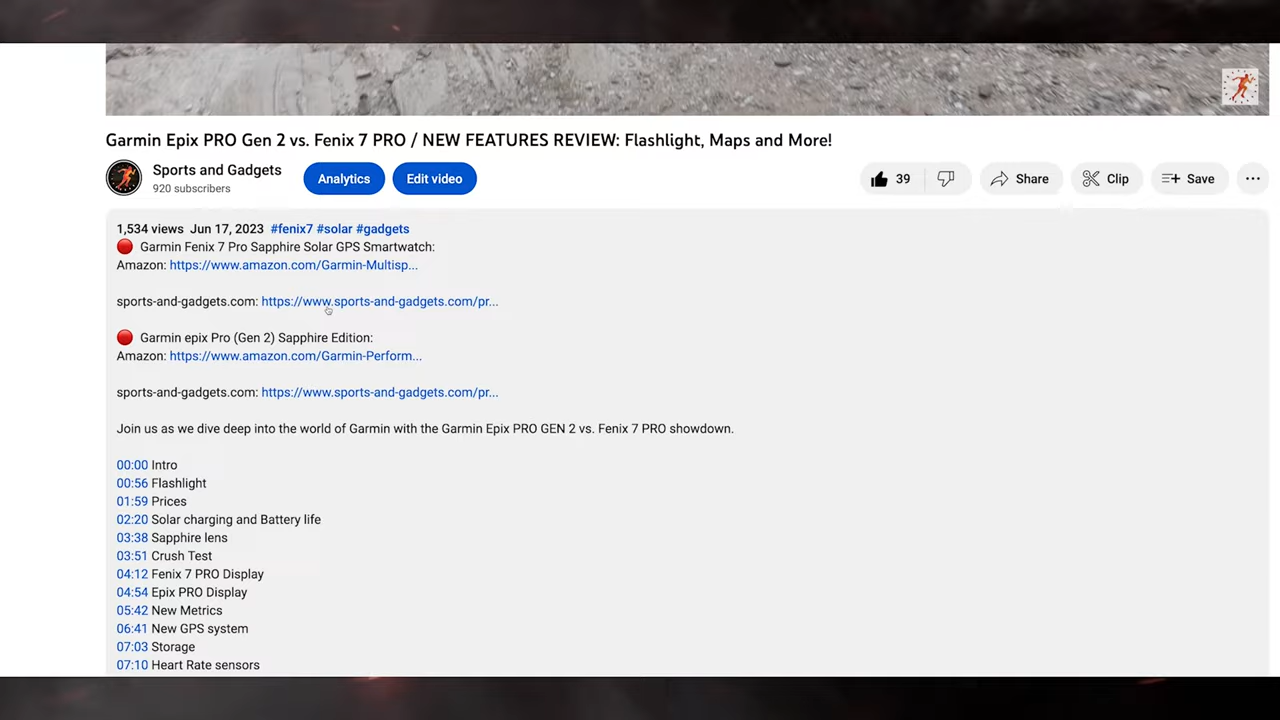 Garmin Epix PRO Gen 2 vs. Fenix 7 PRO / NEW FEATURES REVIEW: Flashlight, Maps and More!
Sports and Gadgets
920 subscribers
Analytics
Edit video
39
Share
Clip
Save
1,534 views Jun 17, 2023 #fenix7 #solar #gadgets
Garmin Fenix 7 Pro Sapphire Solar GPS Smartwatch:
Amazon: https://www.amazon.com/Garmin-Multisp...
sports-and-gadgets.com: https://www.sports-and-gadgets.com/pr...
Garmin epix Pro (Gen 2) Sapphire Edition:
Amazon: https://www.amazon.com/Garmin-Perform...
sports-and-gadgets.com: https://www.sports-and-gadgets.com/pr...
Join us as we dive deep into the world of Garmin with the Garmin Epix PRO GEN 2 vs. Fenix 7 PRO showdown.
00:00 Intro
00:56 Flashlight
01:59 Prices
02:20 Solar charging and Battery life
03:38 Sapphire lens
03:51 Crush Test
04:12 Fenix 7 PRO Display
04:54 Epix PRO Display
05:42 New Metrics
06:41 New GPS system
07:03 Storage
07:10 Heart Rate sensors